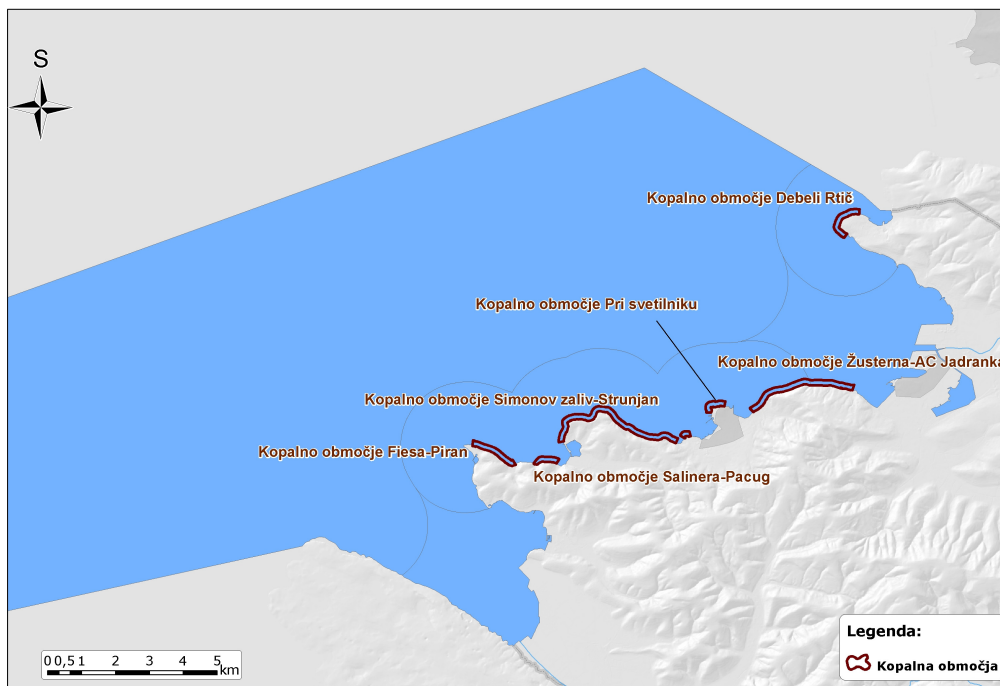 S
Kopalno območje Debeli Rtič
Kopalno območje Pri svetilniku
Kopalno območje Žusterna-AC Jadranka
Kopalno območje Simonov zaliv-Strunjan
Kopalno območje Fiesa-Piran
Kopalno območje Salinera-Pacug
Legenda:
Kopalna območja
0 0,5 1 2 3 4 5
km